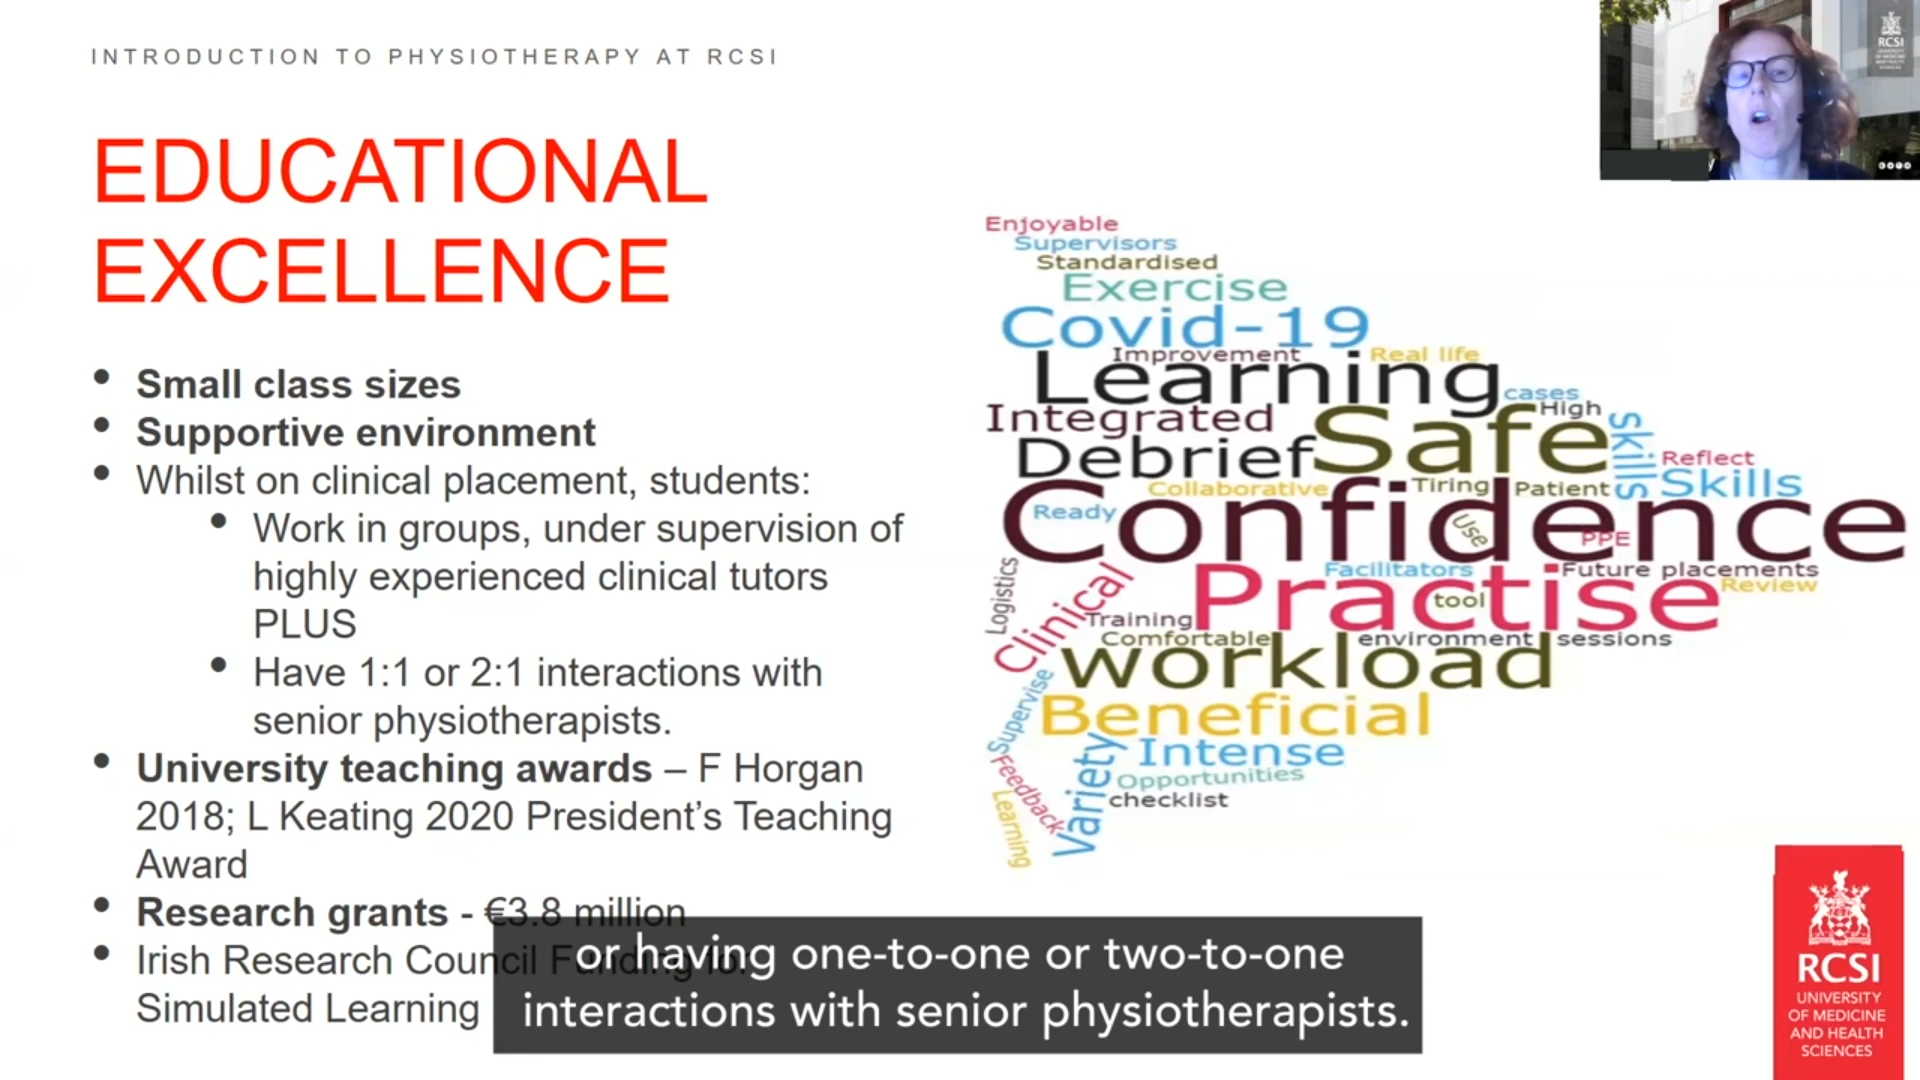 INTRODUCTION TO PHYSIOTHERAPY AT RCSI
EDUCATIONAL
EXCELLENCE
• Small class sizes
• Supportive environment
• Whilst on clinical placement, students:
• Work in groups, under supervision of
highly experienced clinical tutors
PLUS
• Have 1:1 or 2:1 interactions with
senior physiotherapists.
• University teaching awards – F Horgan
2018; L Keating 2020 President’s Teaching
Award
• Research grants - €3.8 million
• Irish Research Council Funding for
Simulated Learning
Enjoyable
Supervisors
Standardised
Exercise
Covid-19
Improvement
Real life
Learning
cases
High
Integrated
Safe
skills
Debrief
Reflect
Collaborative
Tiring
Patient
Skills
Confidence
Ready
Use
PPE
Facilitators
Future placements
Logistics
Clinical
Practise
Review
tool
Training
Comfortable
environment
sessions
workload
Supervise
Beneficial
Variety
Intense
Feedback
Opportunities
Learning
checklist
or having one-to-one or two-to-one
interactions with senior physiotherapists.
RCSI
RCSI
UNIVERSITY
OF MEDICINE
AND HEALTH
SCIENCES